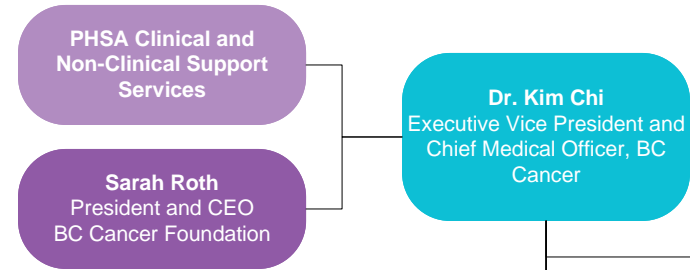 PHSA Clinical and
Non-Clinical Support
Services
Dr. Kim Chi
Executive Vice President and
Chief Medical Officer, BC
Cancer
Sarah Roth
President and CEO
BC Cancer Foundation